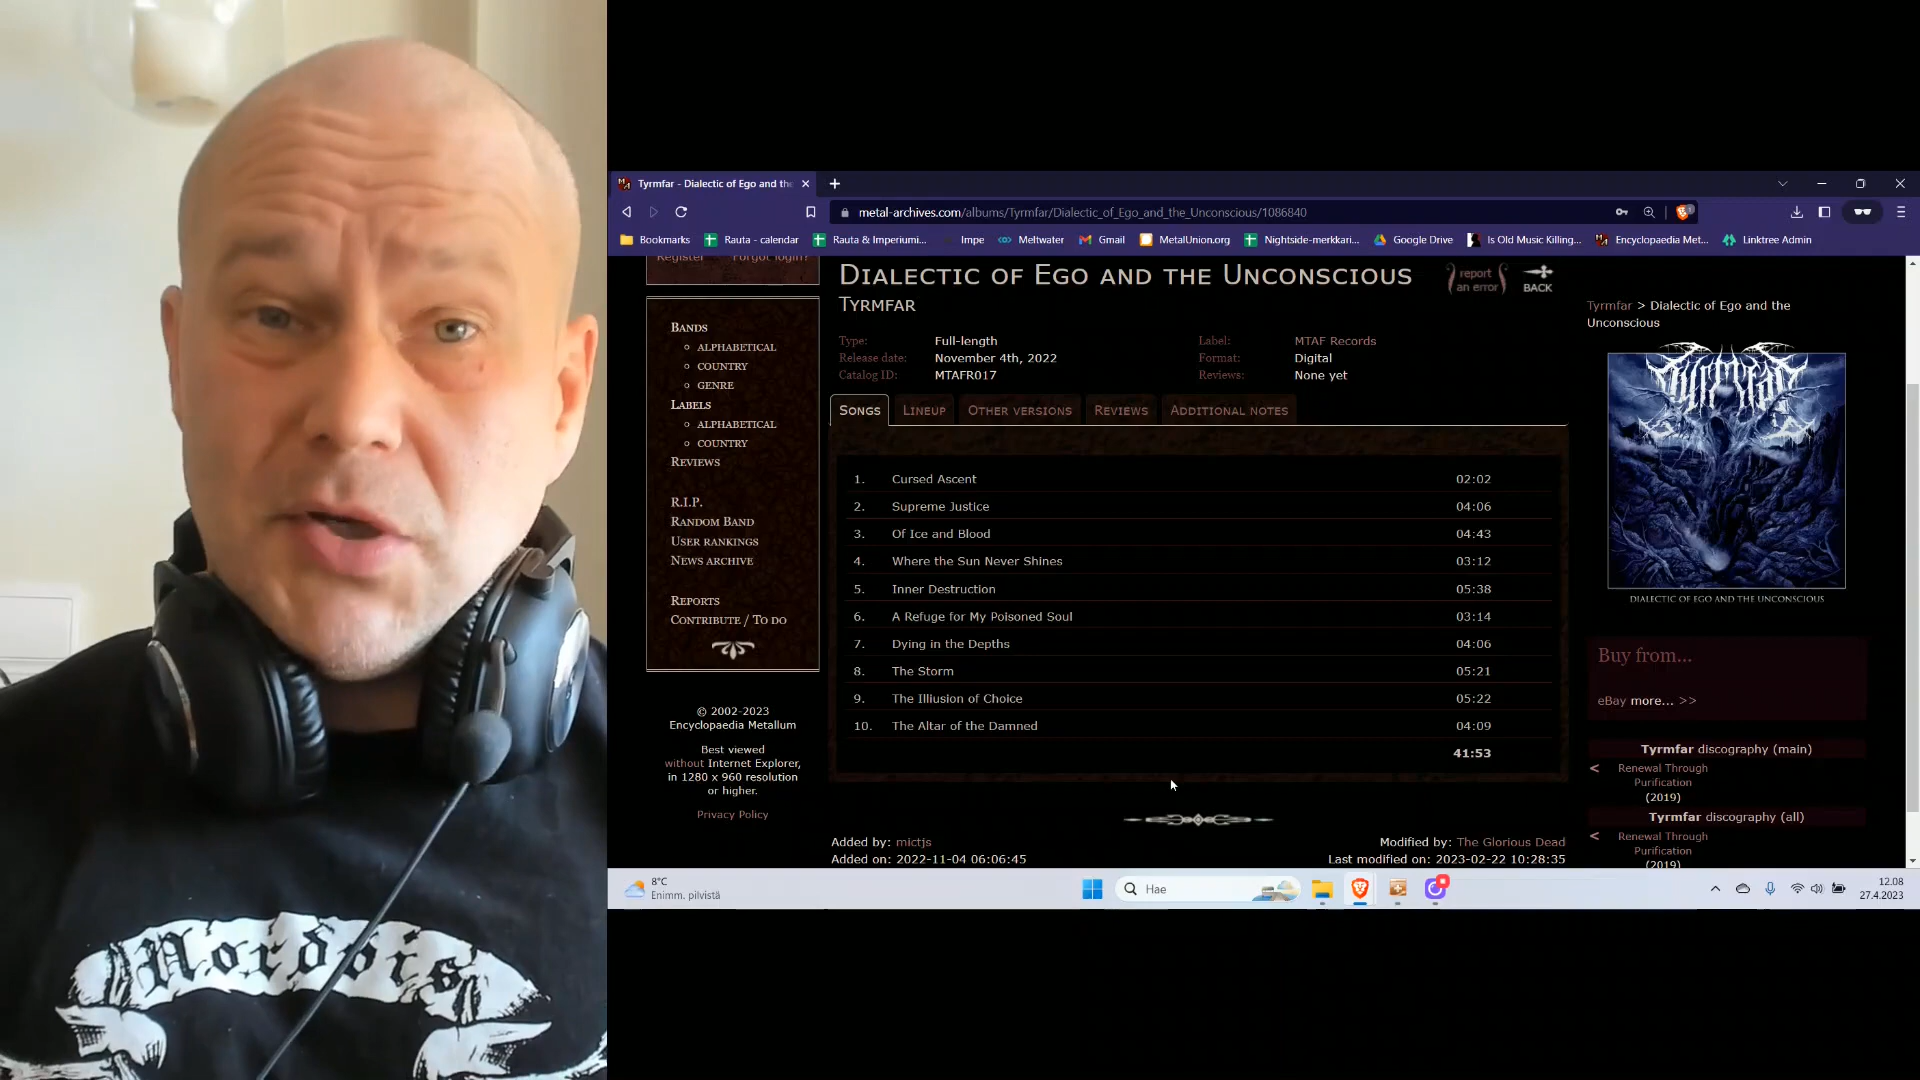 Nordvis
Tyrmfar - Dialectic of Ego and the
metal-archives.com/albums/Tyrmfar/Dialectic_of_Ego_and_the_Unconscious/1086840
Bookmarks Rauta - calendar Rauta & Imperiumi... Impe Meltwater Gmail MetalUnion.org Nightside-merkkari... Google Drive Is Old Music Killing... Encyclopaedia Met... Linktree Admin
Register Forgot login?
BANDS
ALPHABETICAL
COUNTRY
GENRE
LABELS
ALPHABETICAL
COUNTRY
REVIEWS
R.I.P.
RANDOM BAND
USER RANKINGS
NEWS ARCHIVE
REPORTS
CONTRIBUTE / TO DO
© 2002-2023
Encyclopaedia Metallum
Best viewed
without Internet Explorer,
in 1280 x 960 resolution
or higher.
Privacy Policy
DIALECTIC OF EGO AND THE UNCONSCIOUS
TYRMFAR
report
an error
BACK
Type: Full-length
Release date: November 4th, 2022
Catalog ID: MTAFR017
Label: MTAF Records
Format: Digital
Reviews: None yet
SONGS LINEUP OTHER VERSIONS REVIEWS ADDITIONAL NOTES
1. Cursed Ascent 02:02
2. Supreme Justice 04:06
3. Of Ice and Blood 04:43
4. Where the Sun Never Shines 03:12
5. Inner Destruction 05:38
6. A Refuge for My Poisoned Soul 03:14
7. Dying in the Depths 04:06
8. The Storm 05:21
9. The Illiusion of Choice 05:22
10. The Altar of the Damned 04:09
41:53
Added by: mictjs
Added on: 2022-11-04 06:06:45
Modified by: The Glorious Dead
Last modified on: 2023-02-22 10:28:35
Tyrmfar > Dialectic of Ego and the
Unconscious
TYRMFAR
DIALECTIC OF EGO AND THE UNCONSCIOUS
Buy from...
eBay more... >>
Tyrmfar discography (main)
< Renewal Through
Purification
(2019)
Tyrmfar discography (all)
< Renewal Through
Purification
(2019)
8°C
Enimm. pilvistä
Hae
12.08
27.4.2023